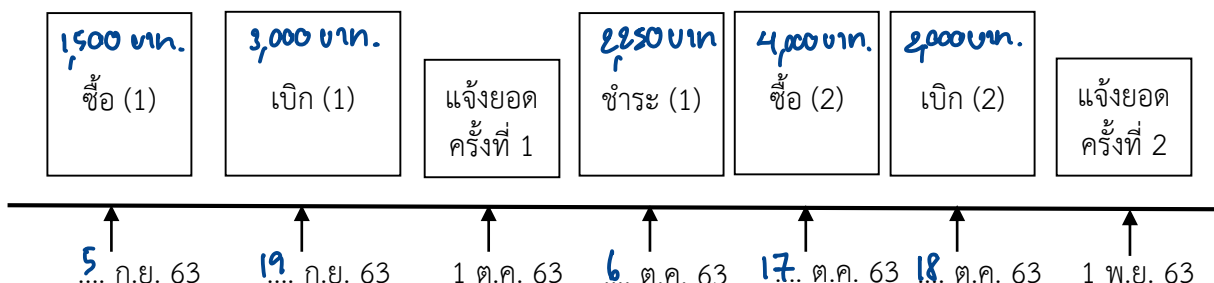 1,500 บาท. 3,000 บาท. 2,250 บาท 4,000 บาท. 2,000 บาท.
ซื้อ (1) เบิก (1) แจ้งยอด ชำระ (1) ซื้อ (2) เบิก (2) แจ้งยอด
ครั้งที่ 1 ครั้งที่ 2
5 .... ก.ย. 63 19 .... ก.ย. 63 1 ต.ค. 63 6 .... ต.ค. 63 17 .... ต.ค. 63 18 .... ต.ค. 63 1 พ.ย. 63